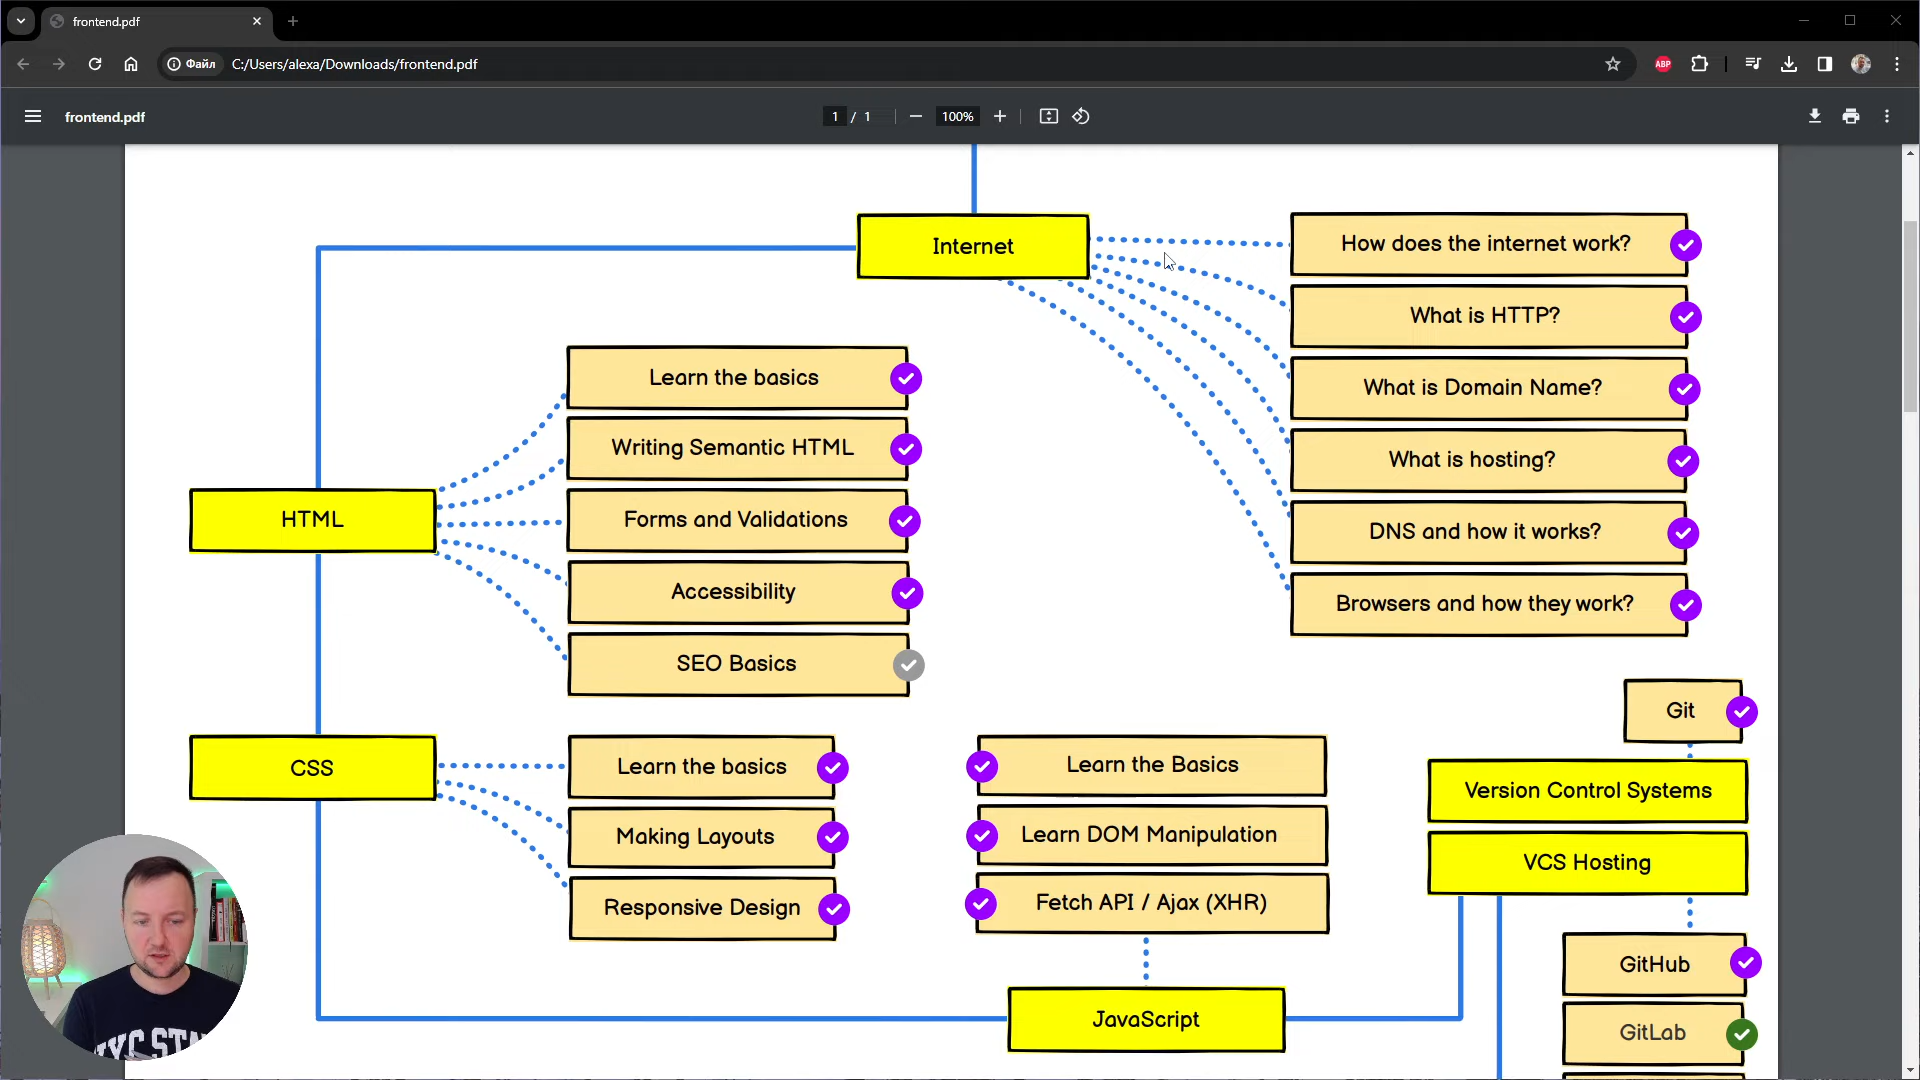 frontend.pdf
Файл
C:/Users/alexa/Downloads/frontend.pdf
ABP
frontend.pdf
1 / 1
100%
Internet
How does the internet work?
What is HTTP?
What is Domain Name?
What is hosting?
DNS and how it works?
Browsers and how they work?
Learn the basics
Writing Semantic HTML
HTML
Forms and Validations
Accessibility
SEO Basics
Git
CSS
Learn the basics
Making Layouts
Responsive Design
Learn the Basics
Learn DOM Manipulation
Fetch API / Ajax (XHR)
Version Control Systems
VCS Hosting
GitHub
JavaScript
GitLab